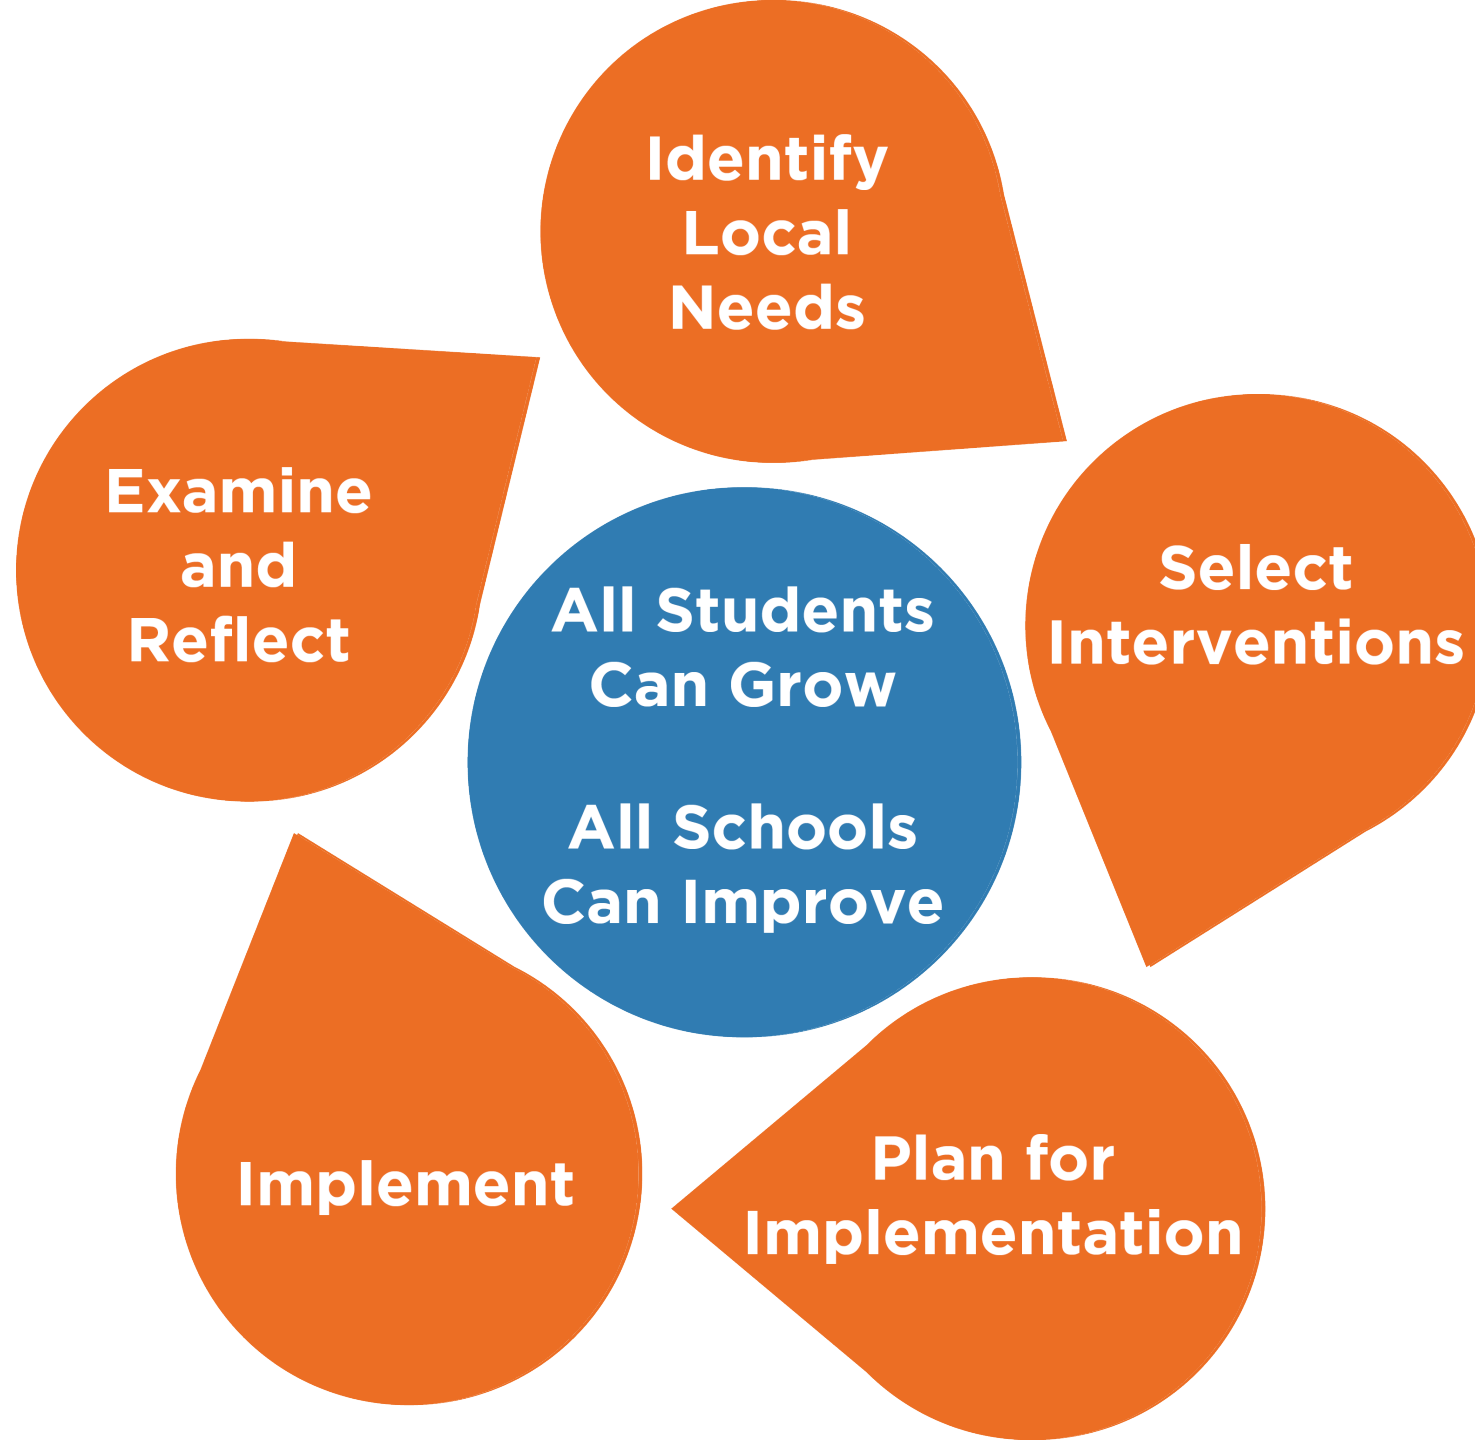 Identify
Local
Needs
Select
Interventions
Plan for
Implementation
Implement
Examine
and
Reflect
All Students
Can Grow
All Schools
Can Improve